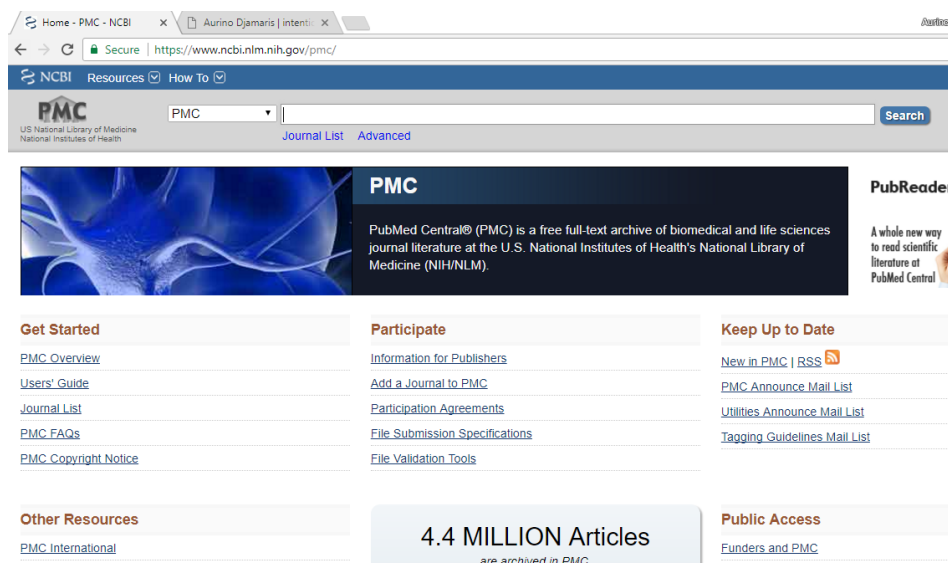 Home - PMC - NCBI
Aurino Djamaris | intentic
Aurino
Secure | https://www.ncbi.nlm.nih.gov/pmc/
NCBI Resources How To
PMC
US National Library of Medicine
National Institutes of Health
PMC
Search
Journal List Advanced
PMC
PubMed Central® (PMC) is a free full-text archive of biomedical and life sciences
journal literature at the U.S. National Institutes of Health's National Library of
Medicine (NIH/NLM).
PubReader
A whole new way
to read scientific
literature at
PubMed Central
Get Started
PMC Overview
Users' Guide
Journal List
PMC FAQs
PMC Copyright Notice
Participate
Information for Publishers
Add a Journal to PMC
Participation Agreements
File Submission Specifications
File Validation Tools
Keep Up to Date
New in PMC | RSS
PMC Announce Mail List
Utilities Announce Mail List
Tagging Guidelines Mail List
Other Resources
PMC International
4.4 MILLION Articles
are archived in PMC
Public Access
Funders and PMC